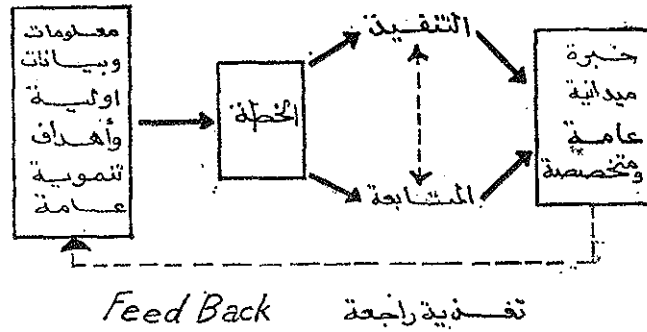 معلومات
وبيانات
اولية
وأهداف
تنموية
عامة
الخطة
التنفيذ
المتابعة
خبرة
ميدانية
عامة
ومتخصصة
تغذية راجعة Feed Back